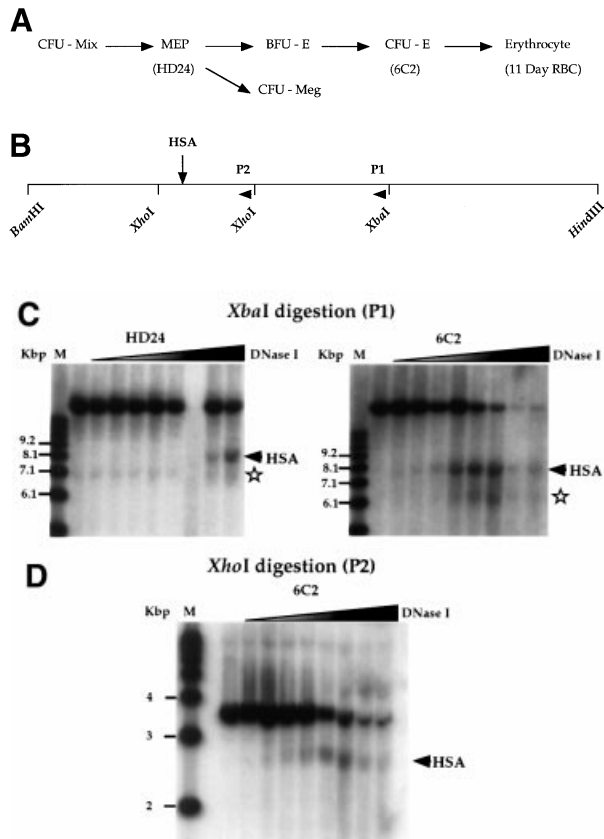 A
CFU - Mix MEP BFU - E CFU - E Erythrocyte
(HD24) (6C2) (11 Day RBC)
CFU - Meg
B
HSA
P2 P1
BamHI XhoI XhoI XbaI HindIII
C
XbaI digestion (P1)
HD24 6C2
Kbp M DNase I Kbp M DNase I
9.2
8.1 HSA 9.2
7.1 8.1 HSA
6.1 7.1
6.1
D
XhoI digestion (P2)
6C2
Kbp M DNase I
4
3
HSA
2